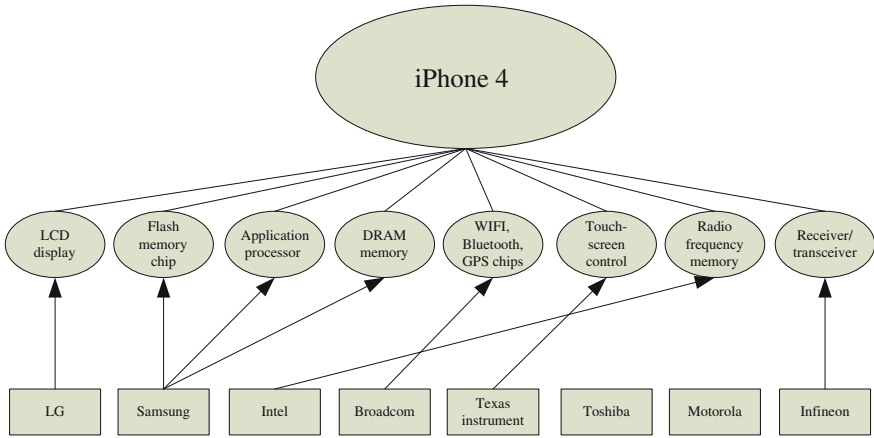 iPhone 4
LCD
display
Flash
memory
chip
Application
processor
DRAM
memory
WIFI,
Bluetooth,
GPS chips
Touch-
screen
control
Radio
frequency
memory
Receiver/
transceiver
LG
Samsung
Intel
Broadcom
Texas
instrument
Toshiba
Motorola
Infineon